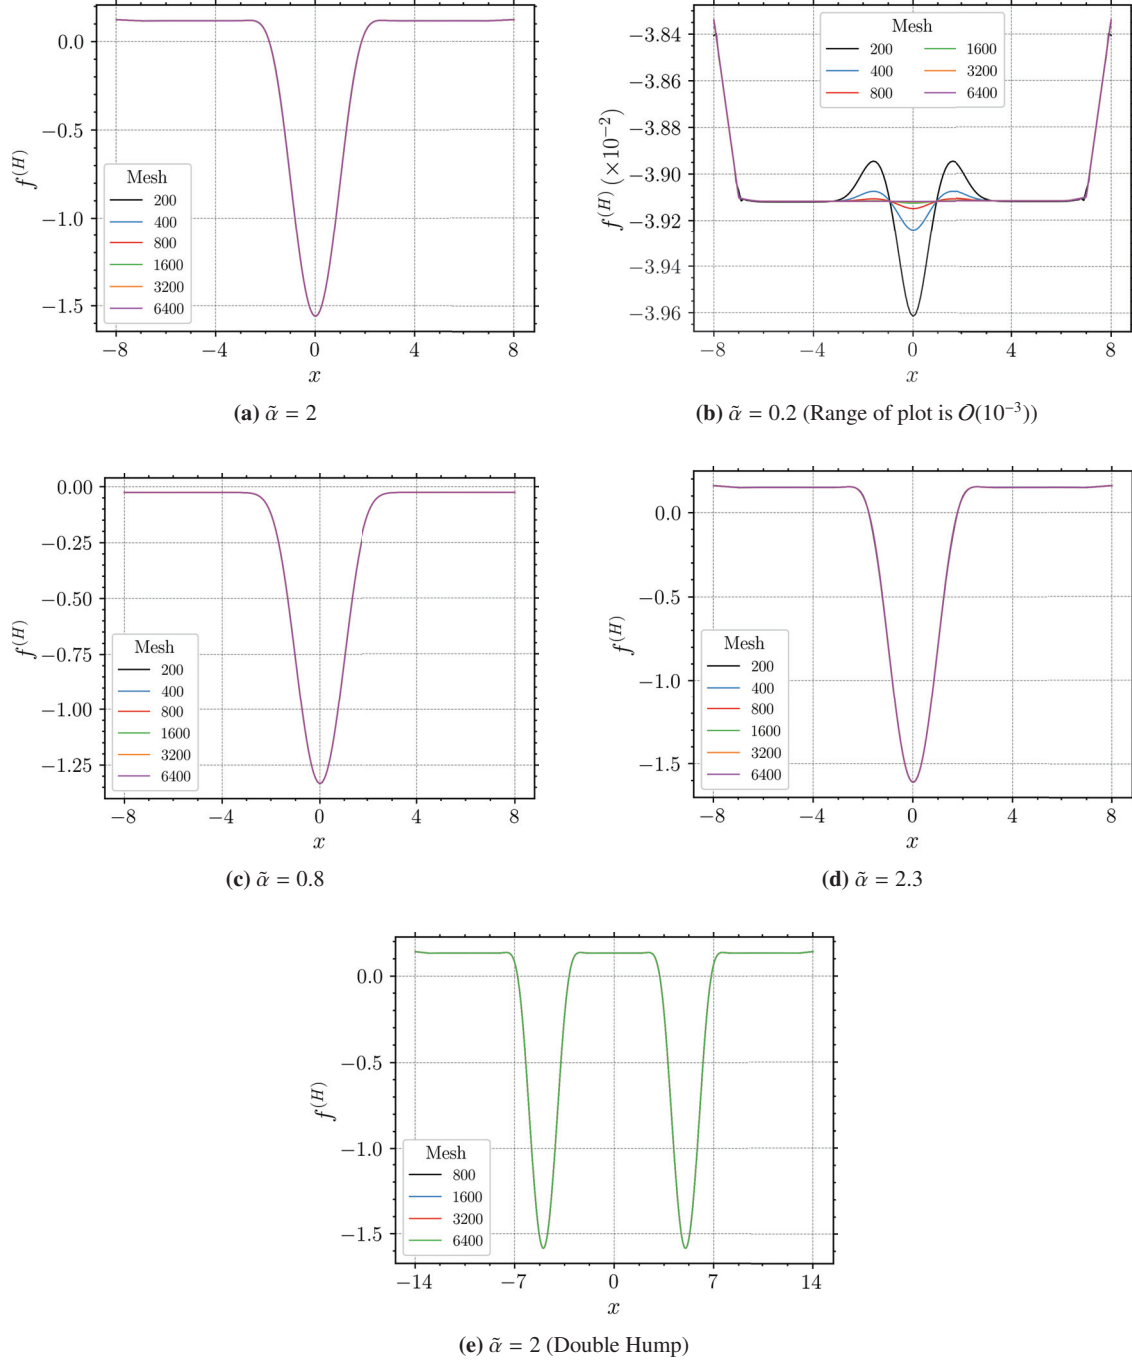 0.0
−0.5
−1.0
−1.5
f^(H)
Mesh
200
400
800
1600
3200
6400
−8 −4 0 4 8
x
(a) α̃ = 2
−3.84
−3.86
−3.88
−3.90
−3.92
−3.94
−3.96
f^(H) (×10⁻²)
Mesh
200 1600
400 3200
800 6400
−8 −4 0 4 8
x
(b) α̃ = 0.2 (Range of plot is 𝒪(10⁻³))
0.00
−0.25
−0.50
−0.75
−1.00
−1.25
f^(H)
Mesh
200
400
800
1600
3200
6400
−8 −4 0 4 8
x
(c) α̃ = 0.8
0.0
−0.5
−1.0
−1.5
f^(H)
Mesh
200
400
800
1600
3200
6400
−8 −4 0 4 8
x
(d) α̃ = 2.3
0.0
−0.5
−1.0
−1.5
f^(H)
Mesh
800
1600
3200
6400
−14 −7 0 7 14
x
(e) α̃ = 2 (Double Hump)